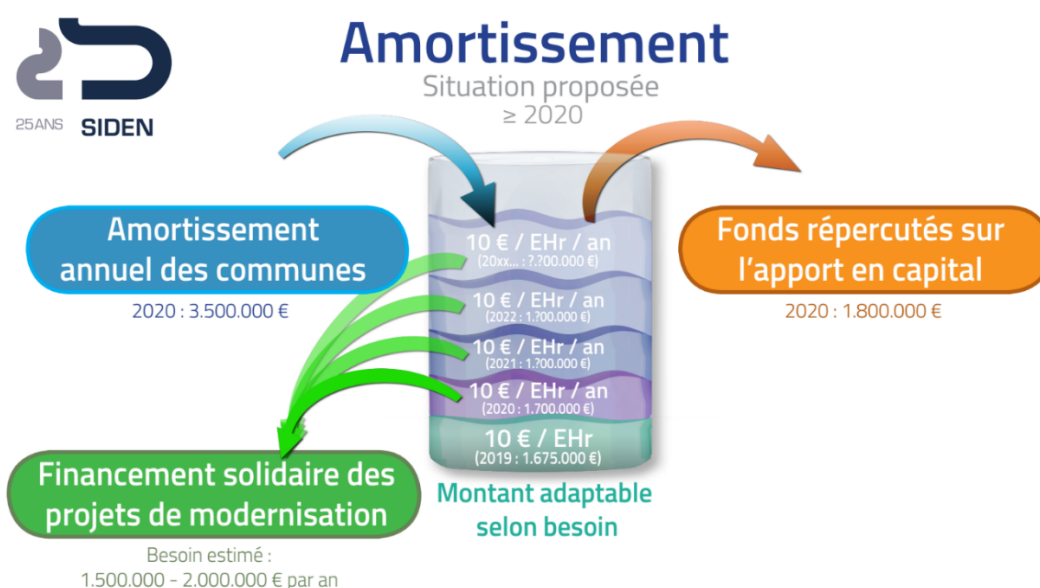 Amortissement
Situation proposée
≥ 2020
25ANS SIDEN
Amortissement
annuel des communes
2020 : 3.500.000 €
10 € / EHr / an
(20xx... : ?.?00.000 €)
10 € / EHr / an
(2022 : 1.?00.000 €)
10 € / EHr / an
(2021 : 1.?00.000 €)
10 € / EHr / an
(2020 : 1.700.000 €)
10 € / EHr
(2019 : 1.675.000 €)
Montant adaptable
selon besoin
Fonds répercutés sur
l'apport en capital
2020 : 1.800.000 €
Financement solidaire des
projets de modernisation
Besoin estimé :
1.500.000 - 2.000.000 € par an